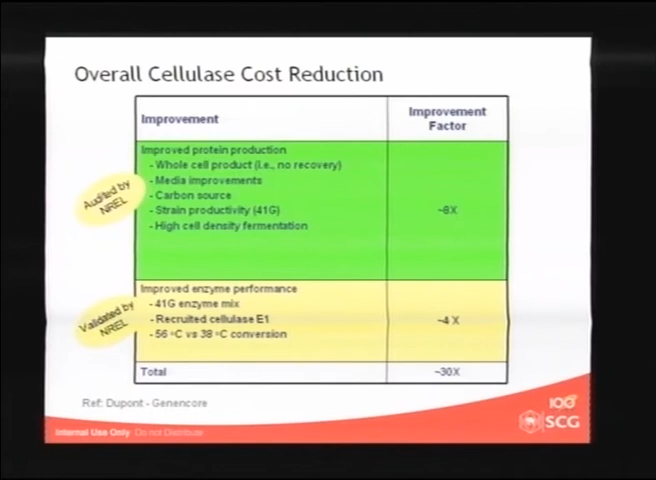 Overall Cellulase Cost Reduction
Improvement
Improvement
Factor
Improved protein production
- Whole cell product (I.e., no recovery)
- Media improvements
- Carbon source
- Strain productivity (41G)
- High cell density fermentation
Audited by
NREL
~6X
Improved enzyme performance
- 41G enzyme mix
- Recruited cellulase E1
- 56 °C vs 38 °C conversion
Validated by
NREL
~4 X
Total
~30X
Ref: Dupont - Genencore
Internal Use Only Do not Distribute
100
SCG